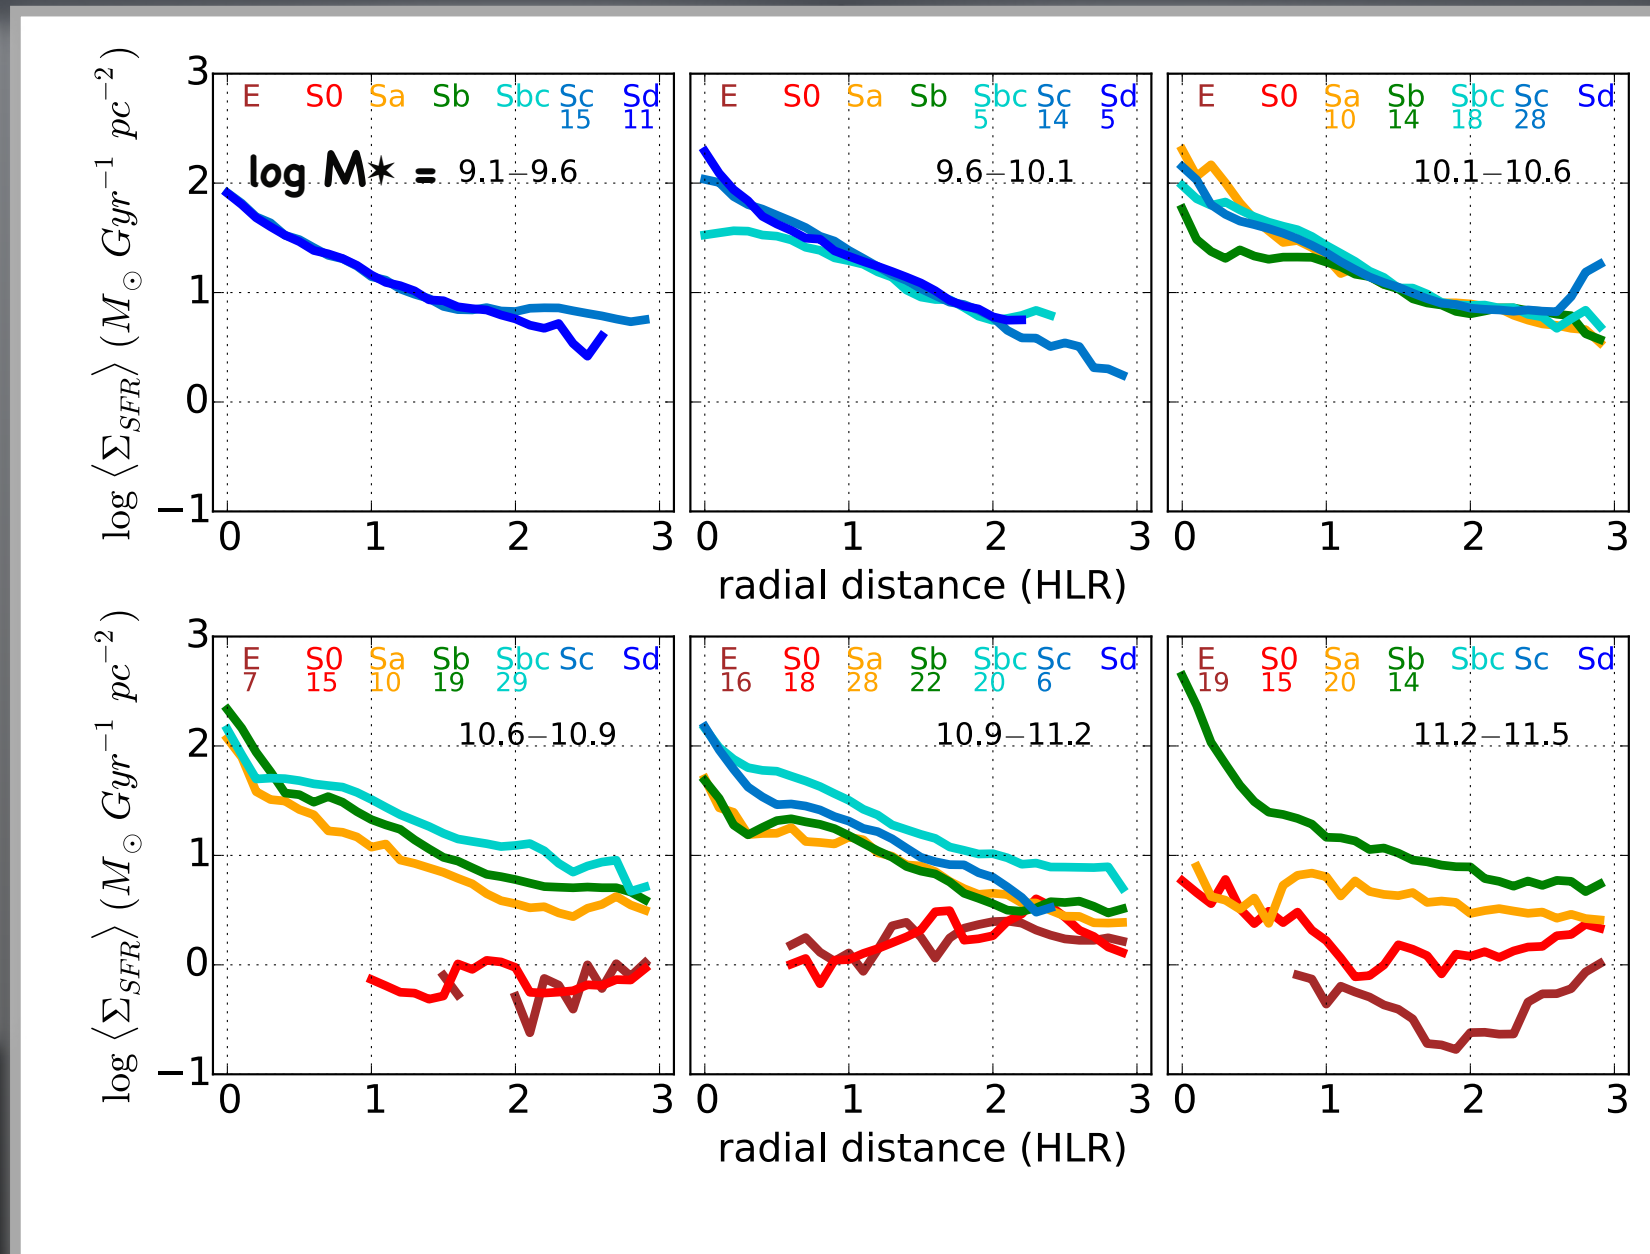 log ⟨Σ_SFR⟩ (M_⊙ Gyr⁻¹ pc⁻²)
3
2
1
0
−1
E S0 Sa Sb Sbc Sc Sd
15 11
log M★ = 9.1−9.6
0 1 2 3
E S0 Sa Sb Sbc Sc Sd
5 14 5
9.6−10.1
0 1 2 3
E S0 Sa Sb Sbc Sc Sd
10 14 18 28
10.1−10.6
0 1 2 3
radial distance (HLR)
log ⟨Σ_SFR⟩ (M_⊙ Gyr⁻¹ pc⁻²)
3
2
1
0
−1
E S0 Sa Sb Sbc Sc Sd
7 15 10 19 29
10.6−10.9
0 1 2 3
E S0 Sa Sb Sbc Sc Sd
16 18 28 22 20 6
10.9−11.2
0 1 2 3
E S0 Sa Sb Sbc Sc Sd
19 15 20 14
11.2−11.5
0 1 2 3
radial distance (HLR)